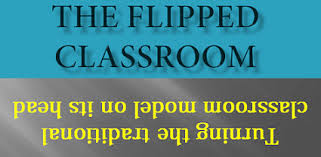 THE FLIPPED
CLASSROOM
Turning the traditional
classroom model on its head